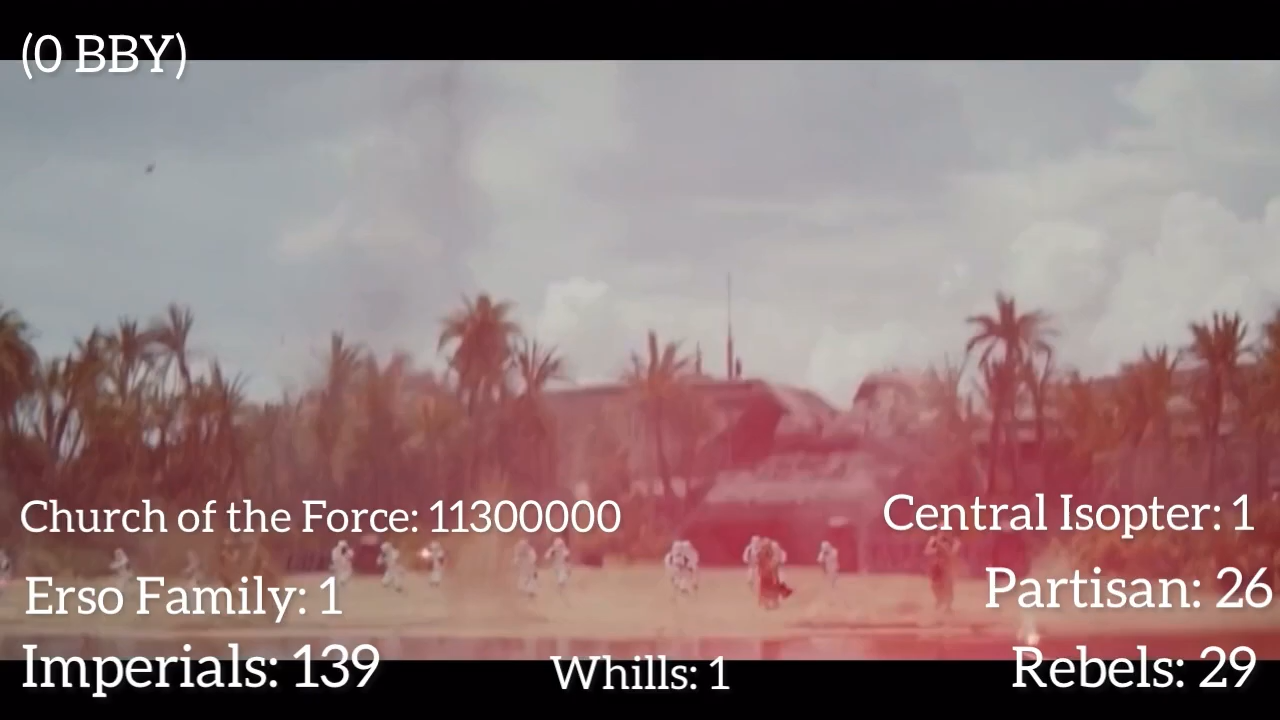 (0 BBY)
Church of the Force: 11300000
Central Isopter: 1
Erso Family: 1
Partisan: 26
Imperials: 139
Whills: 1
Rebels: 29